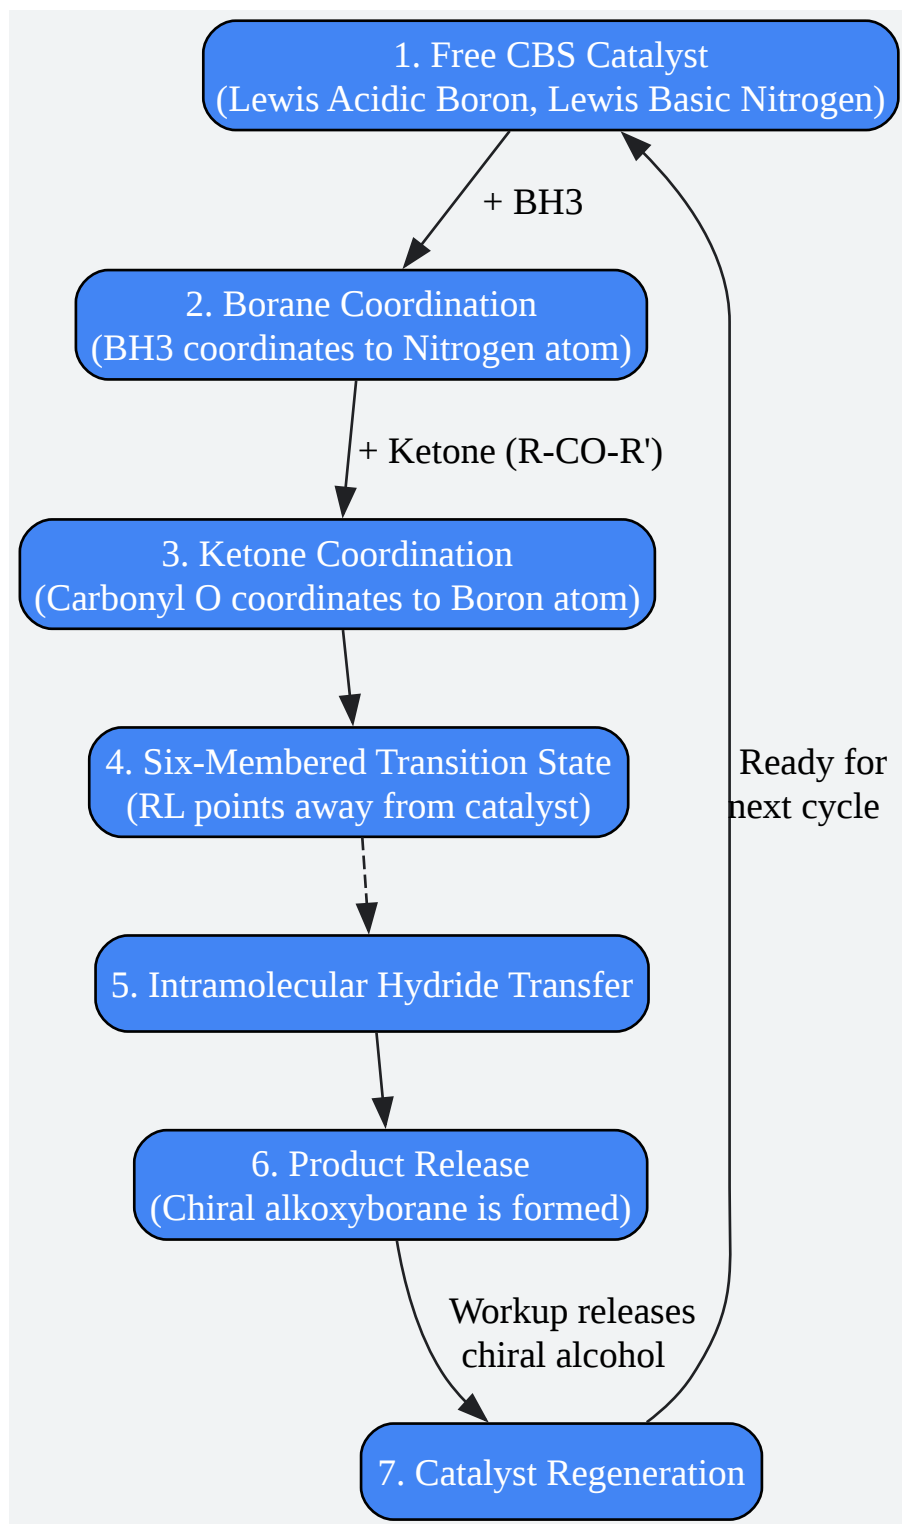 1. Free CBS Catalyst
(Lewis Acidic Boron, Lewis Basic Nitrogen)
+ BH3
2. Borane Coordination
(BH3 coordinates to Nitrogen atom)
+ Ketone (R-CO-R')
3. Ketone Coordination
(Carbonyl O coordinates to Boron atom)
4. Six-Membered Transition State
(RL points away from catalyst)
Ready for
next cycle
5. Intramolecular Hydride Transfer
6. Product Release
(Chiral alkoxyborane is formed)
Workup releases
chiral alcohol
7. Catalyst Regeneration